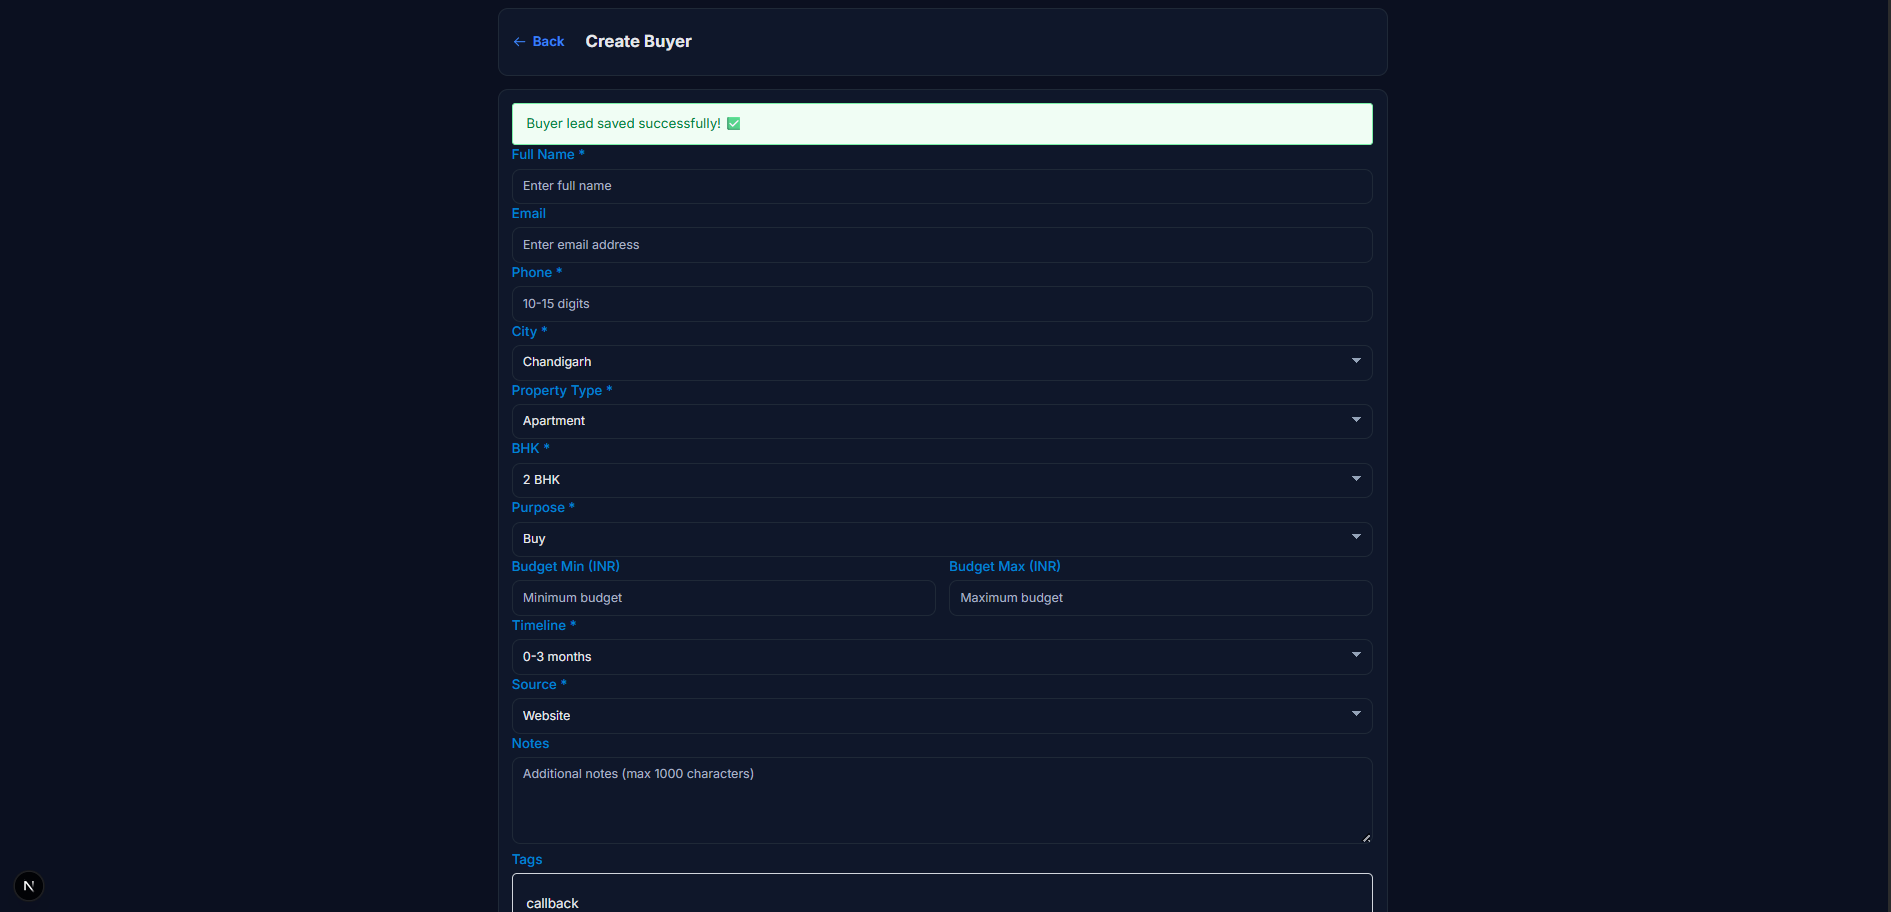 ← Back Create Buyer
Buyer lead saved successfully! ✅
Full Name *
Enter full name
Email
Enter email address
Phone *
10-15 digits
City *
Chandigarh
Property Type *
Apartment
BHK *
2 BHK
Purpose *
Buy
Budget Min (INR) Budget Max (INR)
Minimum budget Maximum budget
Timeline *
0-3 months
Source *
Website
Notes
Additional notes (max 1000 characters)
Tags
callback
N